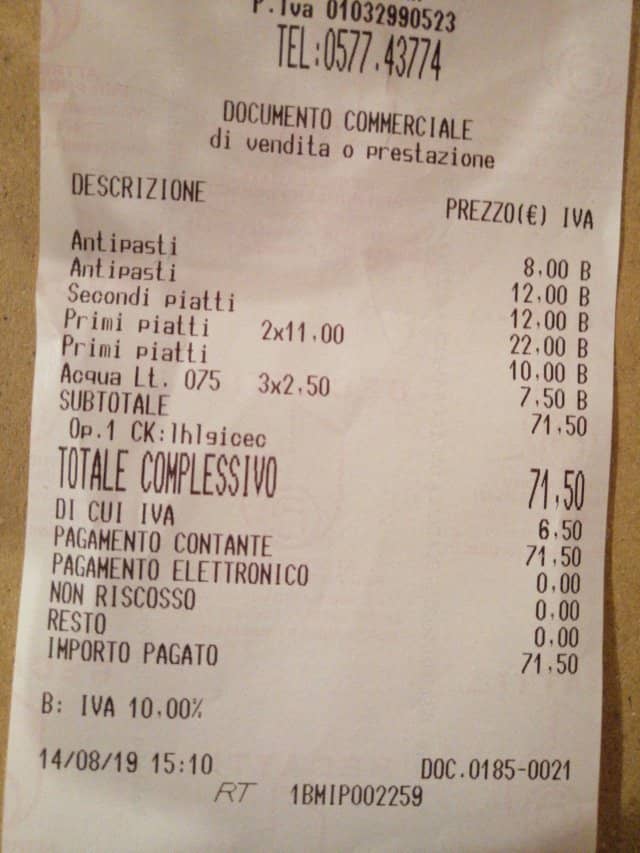 P.Iva 01032990523
TEL:0577.43774
DOCUMENTO COMMERCIALE
di vendita o prestazione
DESCRIZIONE PREZZO(€) IVA
Antipasti 8,00 B
Antipasti 12,00 B
Secondi piatti 12,00 B
Primi piatti 2x11,00 22,00 B
Primi piatti 10,00 B
Acqua Lt. 075 3x2,50 7,50 B
SUBTOTALE 71,50
Op.1 CK:lhl9icec
TOTALE COMPLESSIVO 71,50
DI CUI IVA 6,50
PAGAMENTO CONTANTE 71,50
PAGAMENTO ELETTRONICO 0,00
NON RISCOSSO 0,00
RESTO 0,00
IMPORTO PAGATO 71,50
B: IVA 10,00%
14/08/19 15:10 DOC.0185-0021
RT 1BMIP002259